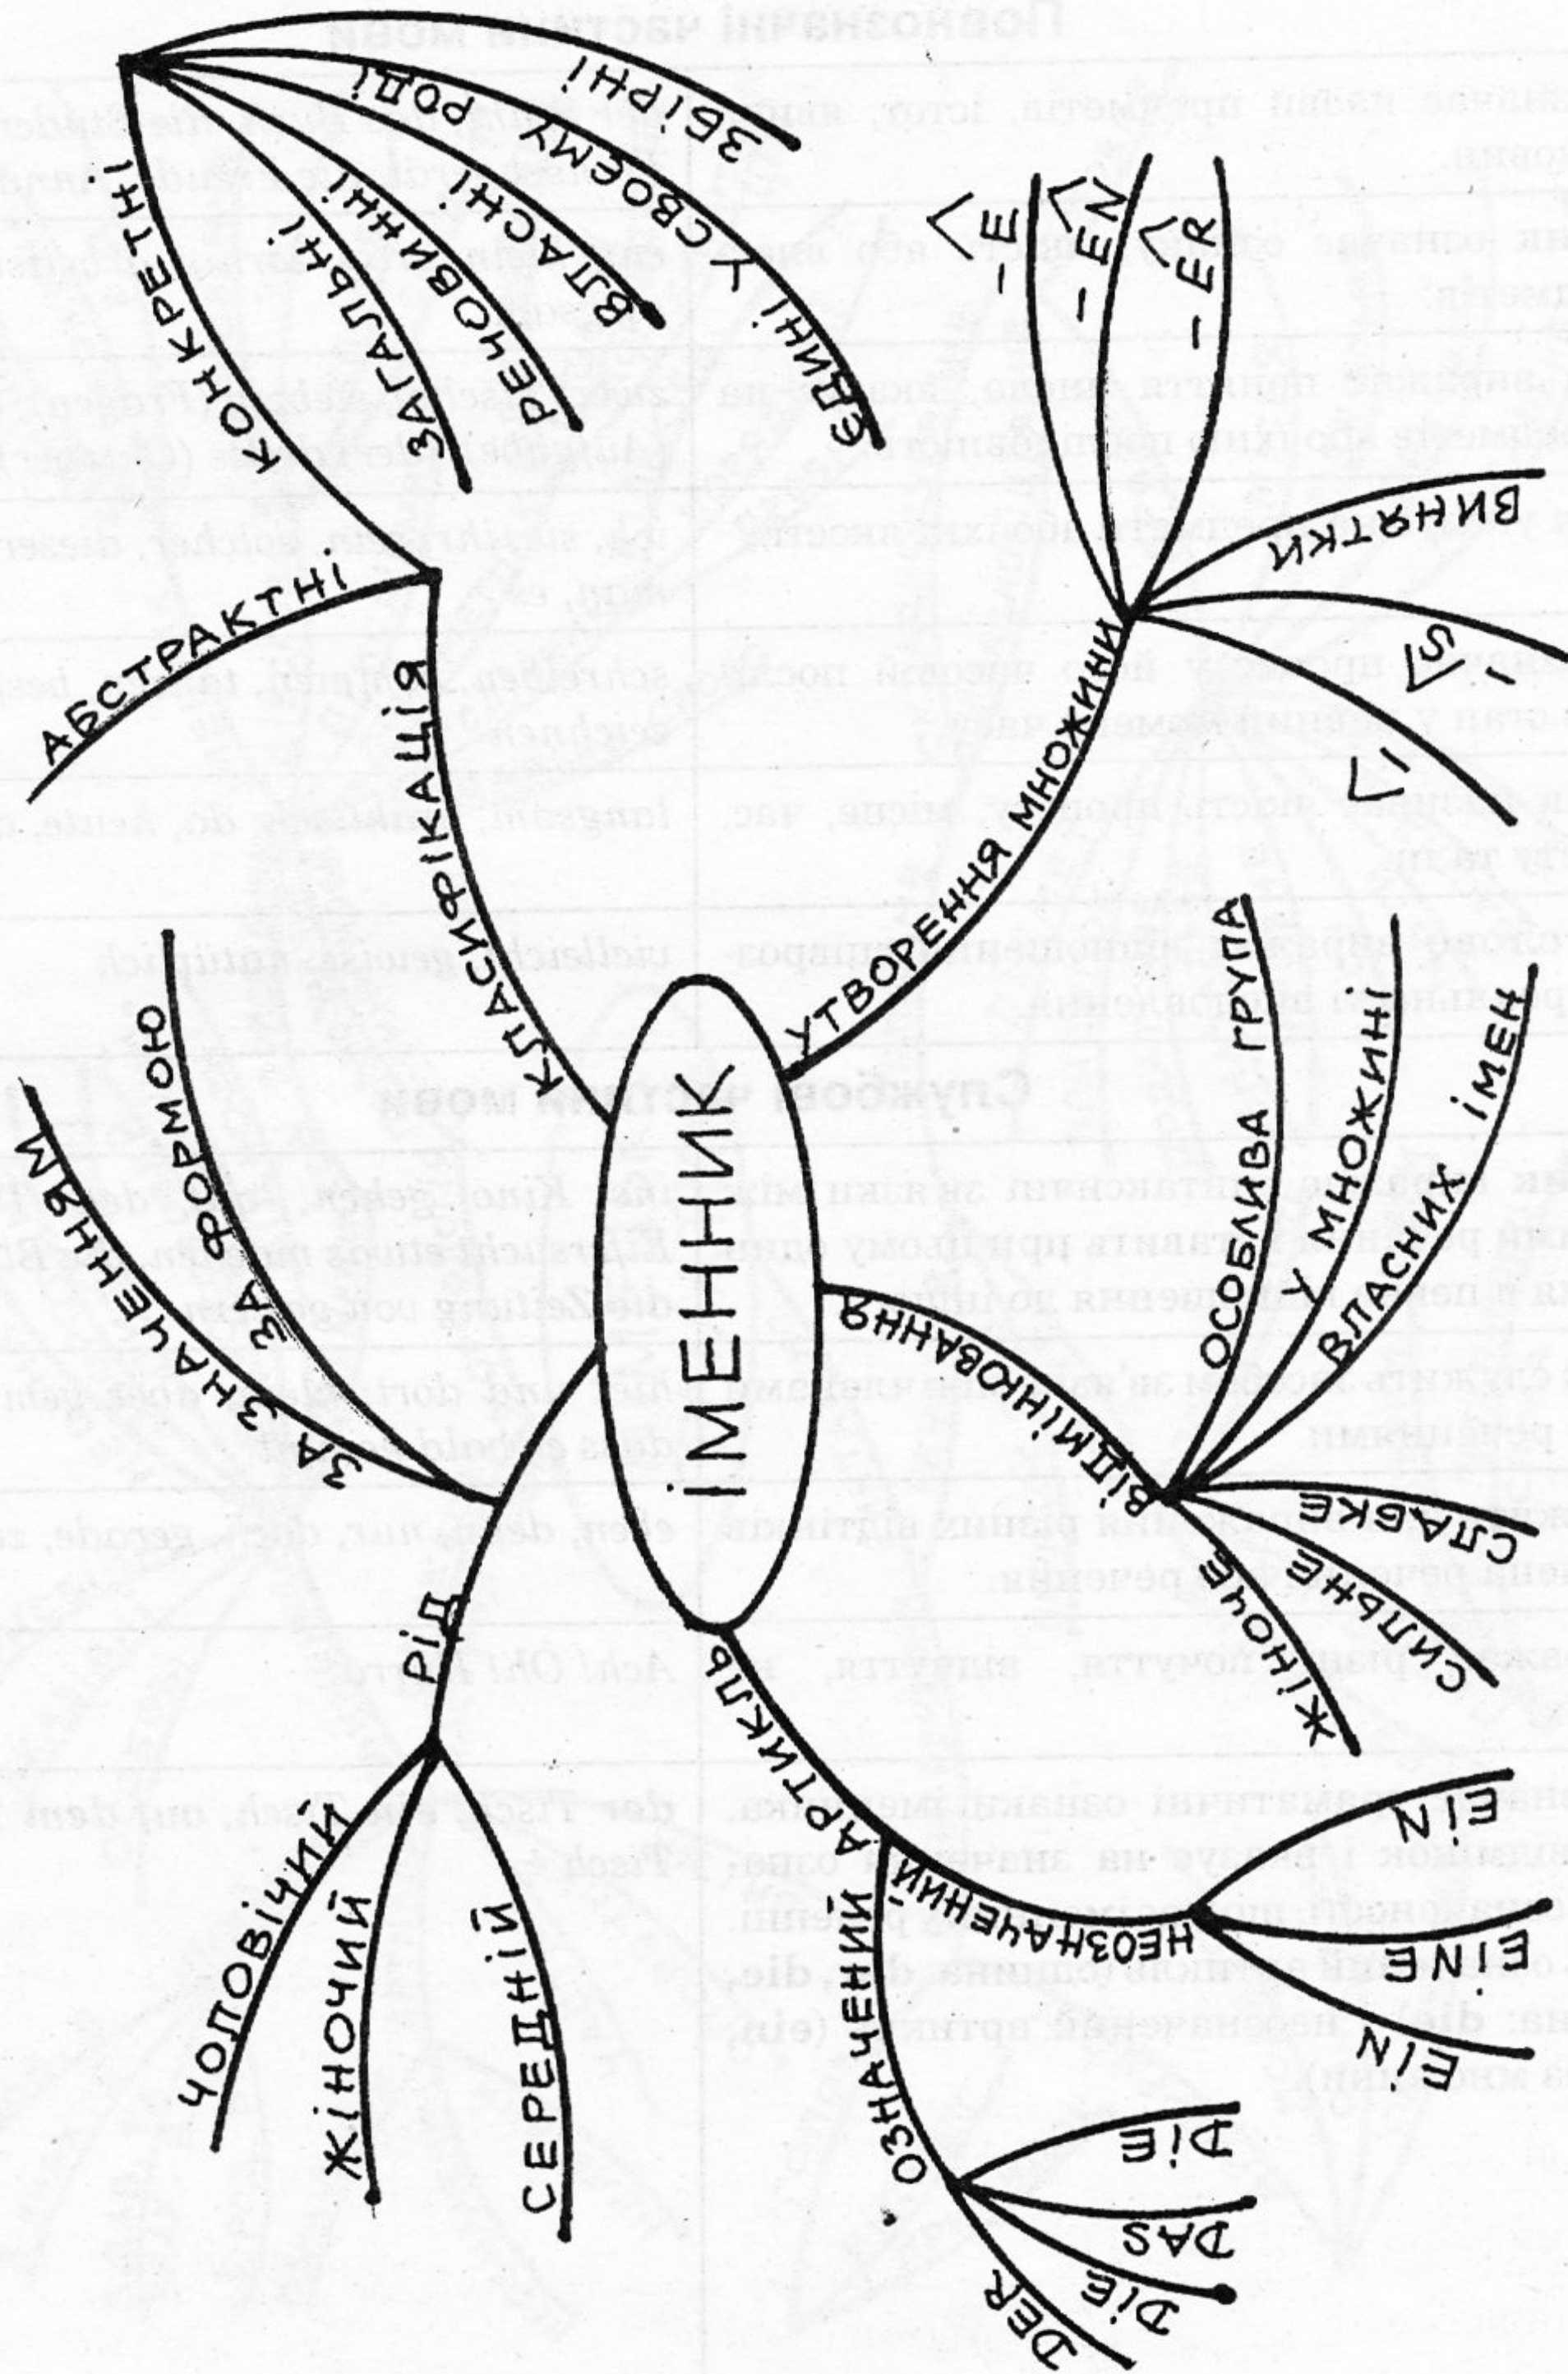 ІМЕННИК
КЛАСИФІКАЦІЯ
АБСТРАКТНІ
КОНКРЕТНІ
ЗАГАЛЬНІ
РЕЧОВИННІ
ВЛАСНІ
ЄДИНІ У СВОЄМУ РОДІ
ЗБІРНІ
УТВОРЕННЯ МНОЖИНИ
-E
-EN
-ER
ВИНЯТКИ
-S
-
ВІДМІНЮВАННЯ
ОСОБЛИВА ГРУПА
У МНОЖИНІ
ВЛАСНИХ ІМЕН
СЛАБКЕ
СИЛЬНЕ
ЖІНОЧЕ
АРТИКЛЬ
НЕОЗНАЧЕНИЙ
EIN
EINE
EIN
ОЗНАЧЕНИЙ
DIE
DAS
DIE
DER
РІД
ЗА ЗНАЧЕННЯМ
ЗА ФОРМОЮ
ЧОЛОВІЧИЙ
ЖІНОЧИЙ
СЕРЕДНІЙ